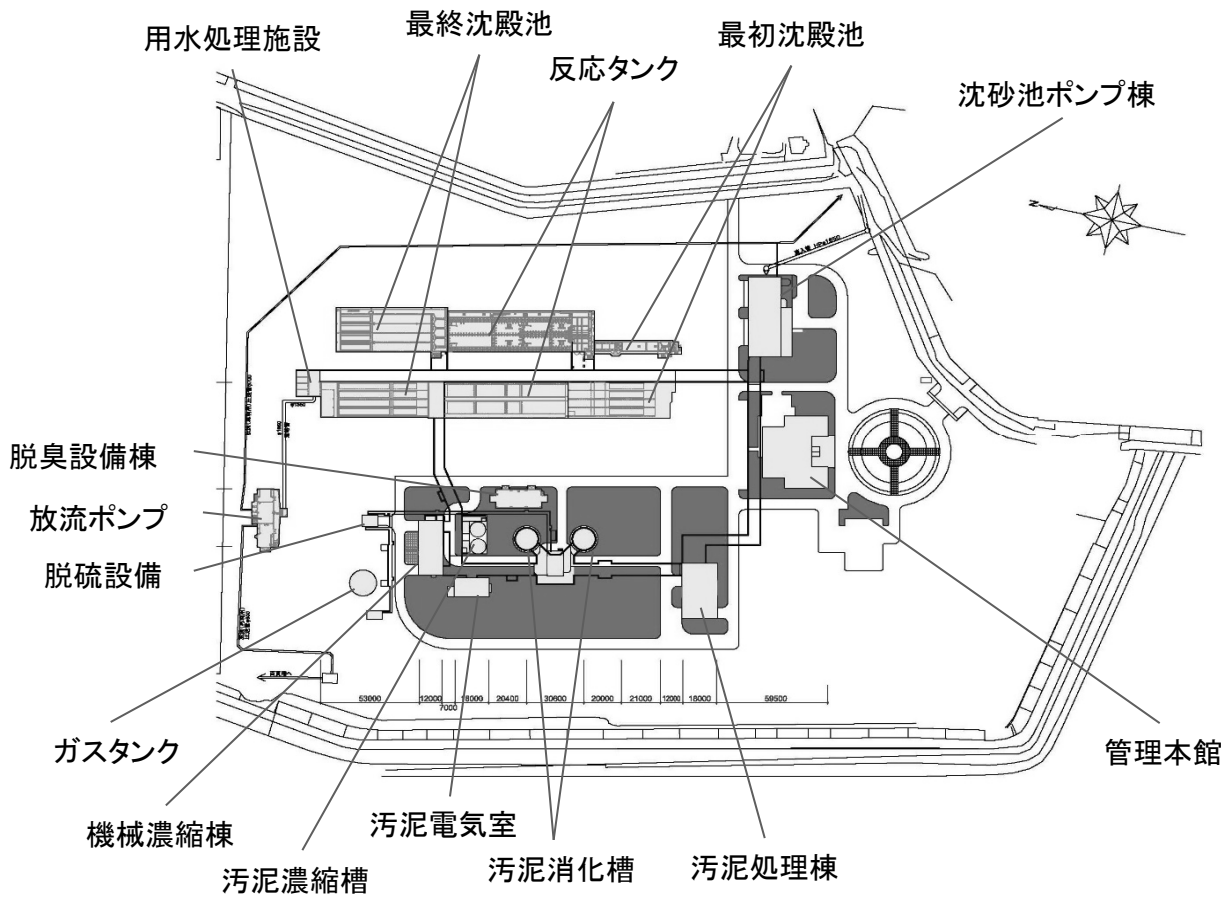 最終沈殿池
最初沈殿池
用水処理施設
反応タンク
沈砂池ポンプ棟
N
脱臭設備棟
放流ポンプ
脱硫設備
53000
12000
7000
18000
20400
30600
20000
21000
12000
18000
59500
ガスタンク
管理本館
機械濃縮棟
汚泥電気室
汚泥濃縮槽
汚泥消化槽
汚泥処理棟